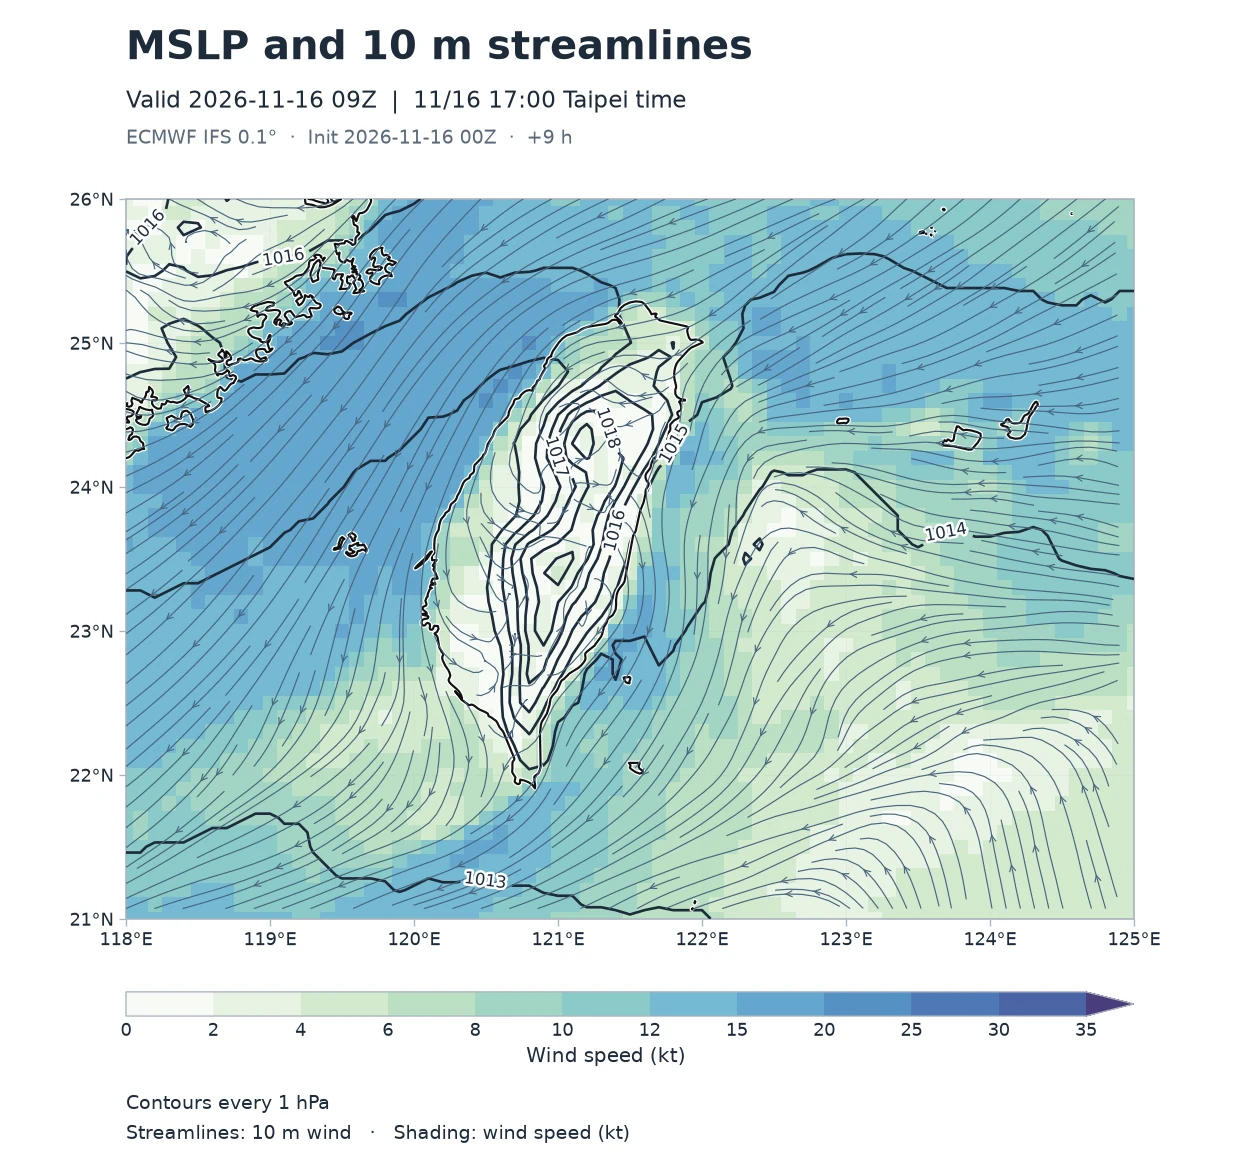 MSLP and 10 m streamlines
Valid 2026-11-16 09Z | 11/16 17:00 Taipei time
ECMWF IFS 0.1° · Init 2026-11-16 00Z · +9 h
26°N
25°N
24°N
23°N
22°N
21°N
1016
1016
1018
1017
1015
1016
1014
1013
118°E 119°E 120°E 121°E 122°E 123°E 124°E 125°E
0 2 4 6 8 10 12 15 20 25 30 35
Wind speed (kt)
Contours every 1 hPa
Streamlines: 10 m wind · Shading: wind speed (kt)